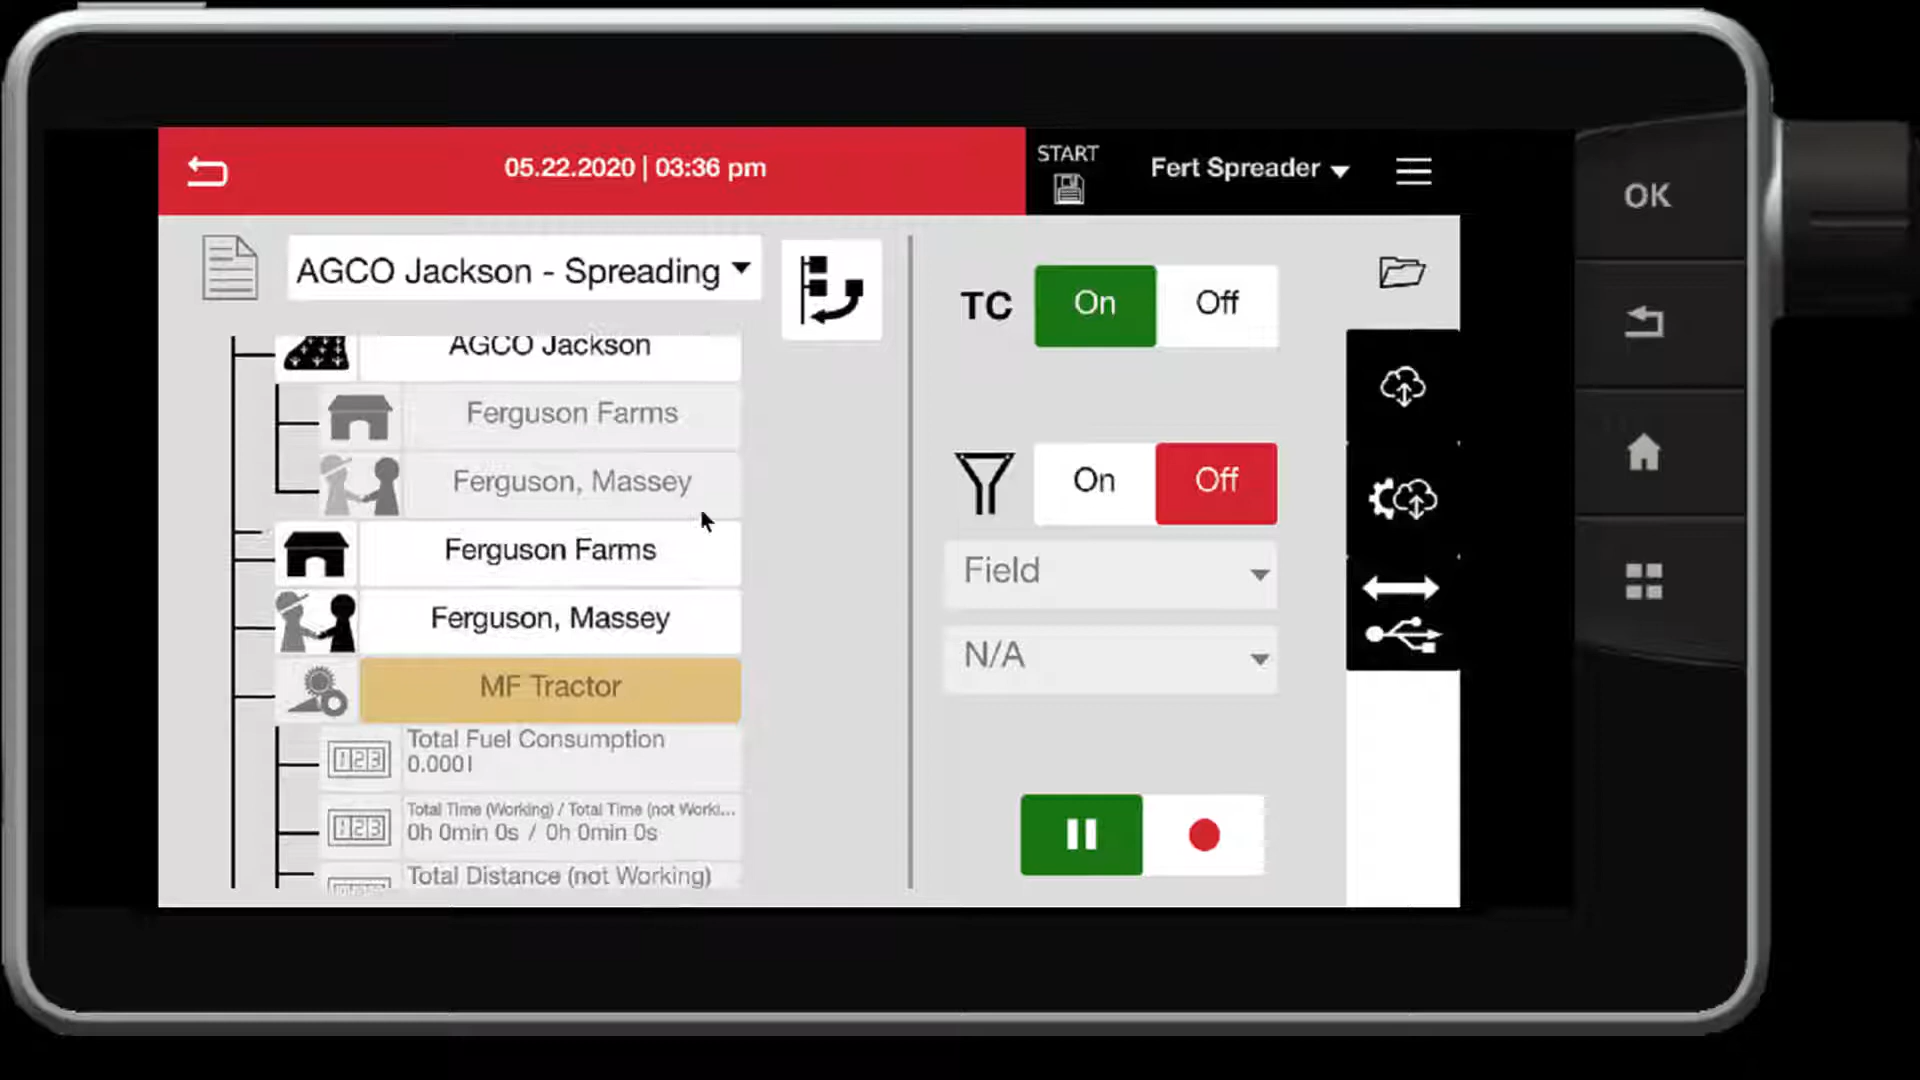 05.22.2020 | 03:36 pm
START
Fert Spreader
OK
AGCO Jackson - Spreading
TC
On
Off
AGCO Jackson
Ferguson Farms
Ferguson, Massey
On
Off
Ferguson Farms
Field
Ferguson, Massey
N/A
MF Tractor
Total Fuel Consumption
0.000 l
123
Total Time (Working) / Total Time (not Worki...
0h 0min 0s / 0h 0min 0s
123
Total Distance (not Working)